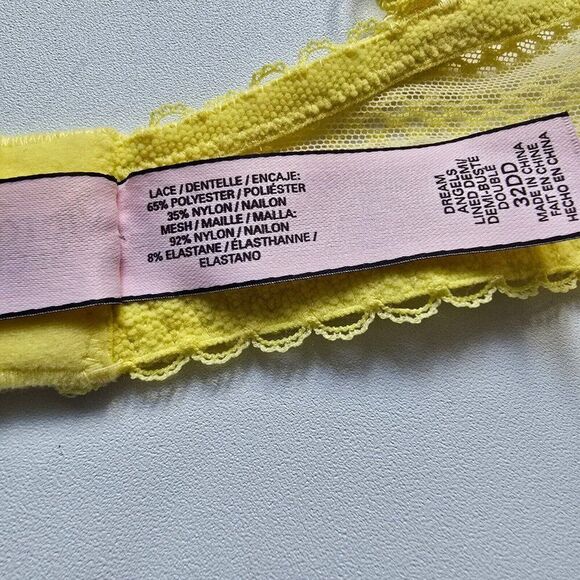 LACE / DENTELLE / ENCAJE:
65% POLYESTER / POLIÉSTER
35% NYLON / NAILON
MESH / MAILLE / MALLA:
92% NYLON / NAILON
8% ELASTANE / ÉLASTHANNE /
ELASTANO
DREAM
ANGELS
LINED DEMI/
DEMI-BUSTE
DEDOUBLE
32DD
MADE IN CHINA
FAIT EN CHINE
HECHO EN CHINA